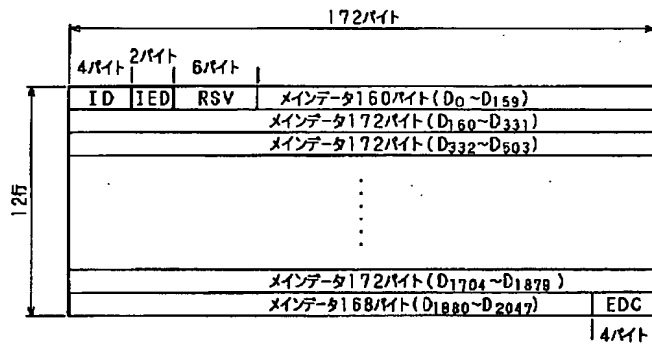 172バイト
4バイト 2バイト 6バイト
ID IED RSV メインデータ160バイト(D0~D159)
メインデータ172バイト(D160~D331)
メインデータ172バイト(D332~D503)
12行
メインデータ172バイト(D1704~D1879)
メインデータ168バイト(D1880~D2047) EDC
4バイト